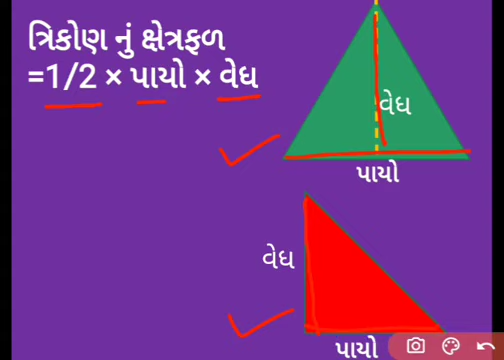 ત્રિકોણ નું ક્ષેત્રફળ
=1/2 × પાયો × વેધ
વેધ
પાયો
વેધ
પાયો